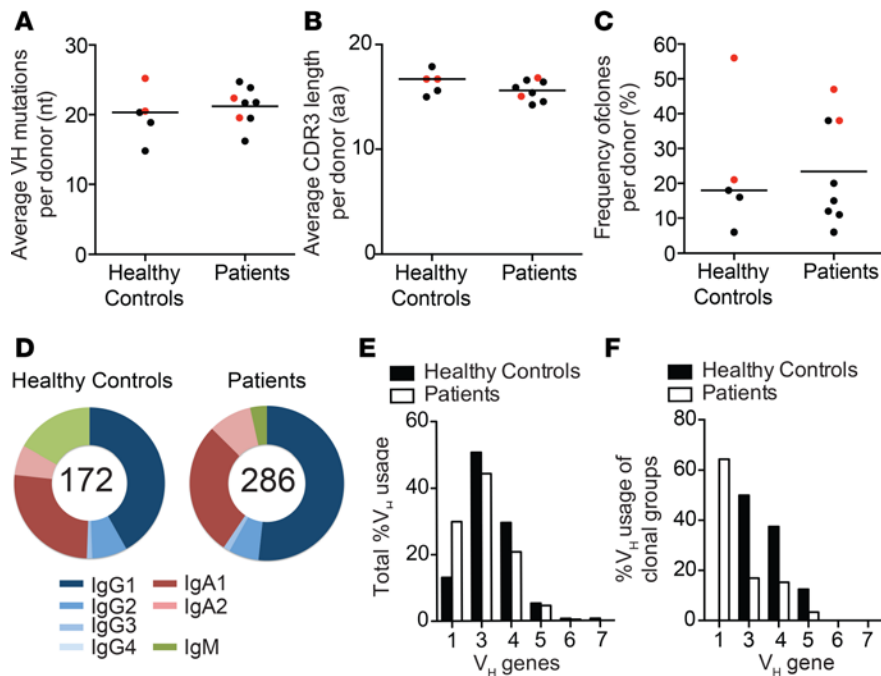 A
Average VH mutations
per donor (nt)
30
20
10
0
Healthy
Controls
Patients
B
Average CDR3 length
per donor (aa)
20
10
0
Healthy
Controls
Patients
C
Frequency ofclones
per donor (%)
60
50
40
30
20
10
0
Healthy
Controls
Patients
D
Healthy Controls
Patients
172
286
IgG1
IgG2
IgG3
IgG4
IgA1
IgA2
IgM
E
Healthy Controls
Patients
Total %VH usage
60
40
20
0
1 3 4 5 6 7
VH genes
F
Healthy Controls
Patients
%VH usage of
clonal groups
80
60
40
20
0
1 3 4 5 6 7
VH gene